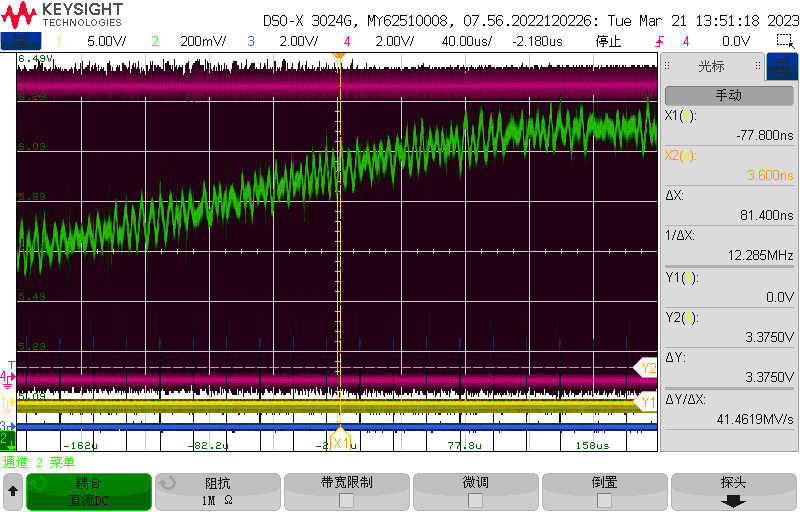 KEYSIGHT
TECHNOLOGIES
DSO-X 3024G, MY62510008, 07.56.2022120226: Tue Mar 21 13:51:18 2023
1 5.00V/ 2 200mV/ 3 2.00V/ 4 2.00V/ 40.00us/ -2.180us 停止 4 0.0V
6.49V
6.29
6.09
5.89
5.49
5.29
光标
手动
X1(1):
-77.800ns
X2(1):
3.600ns
ΔX:
81.400ns
1/ΔX:
12.285MHz
Y1(1):
0.0V
Y2(1):
3.3750V
ΔY:
3.3750V
ΔY/ΔX:
41.4619MV/s
Y2
Y1
T
4
1
3
2
-162u
-82.2u
X1
77.8u
158us
通道 2 菜单
耦合
直流DC
阻抗
1M Ω
带宽限制
微调
倒置
探头